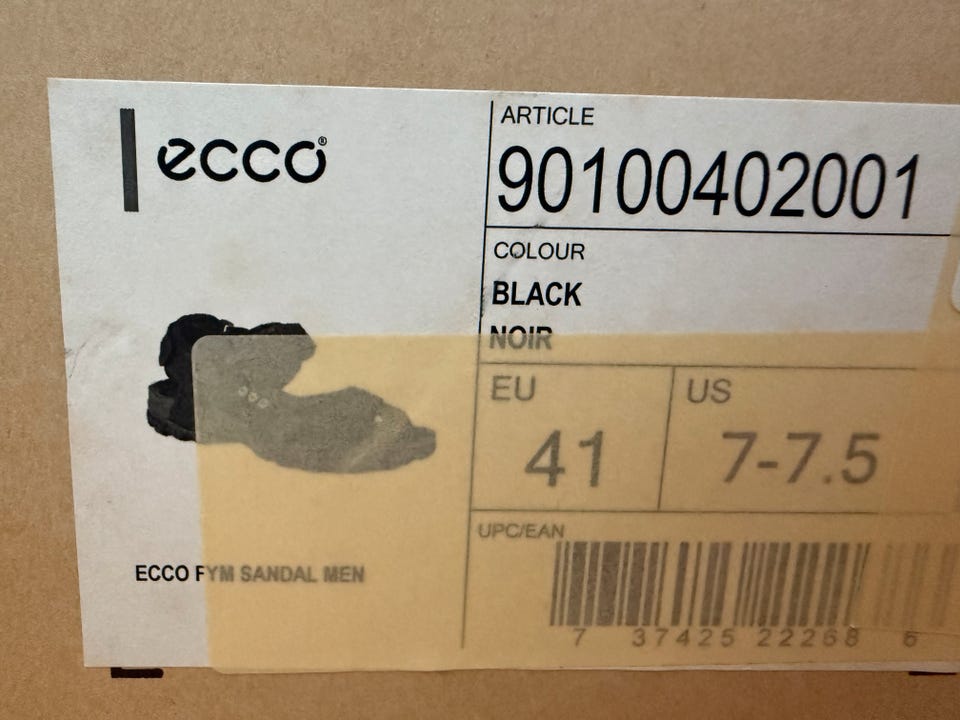 ecco®
ARTICLE
90100402001
COLOUR
BLACK
NOIR
EU
US
41
7-7.5
UPC/EAN
7 37425 22268 6
ECCO FYM SANDAL MEN